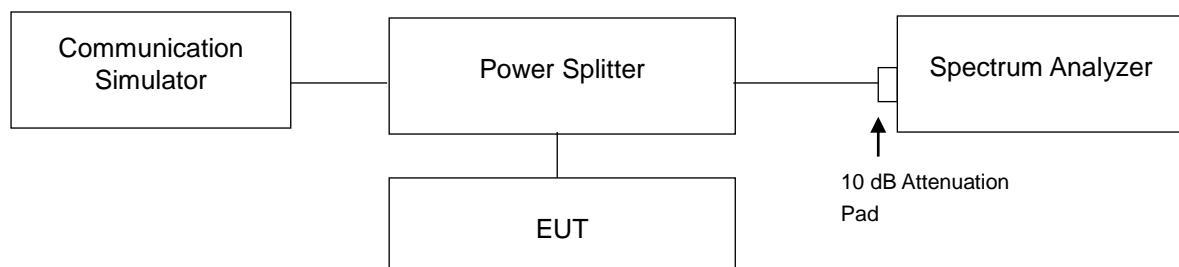 Communication
Simulator
Power Splitter
Spectrum Analyzer
10 dB Attenuation
Pad
EUT